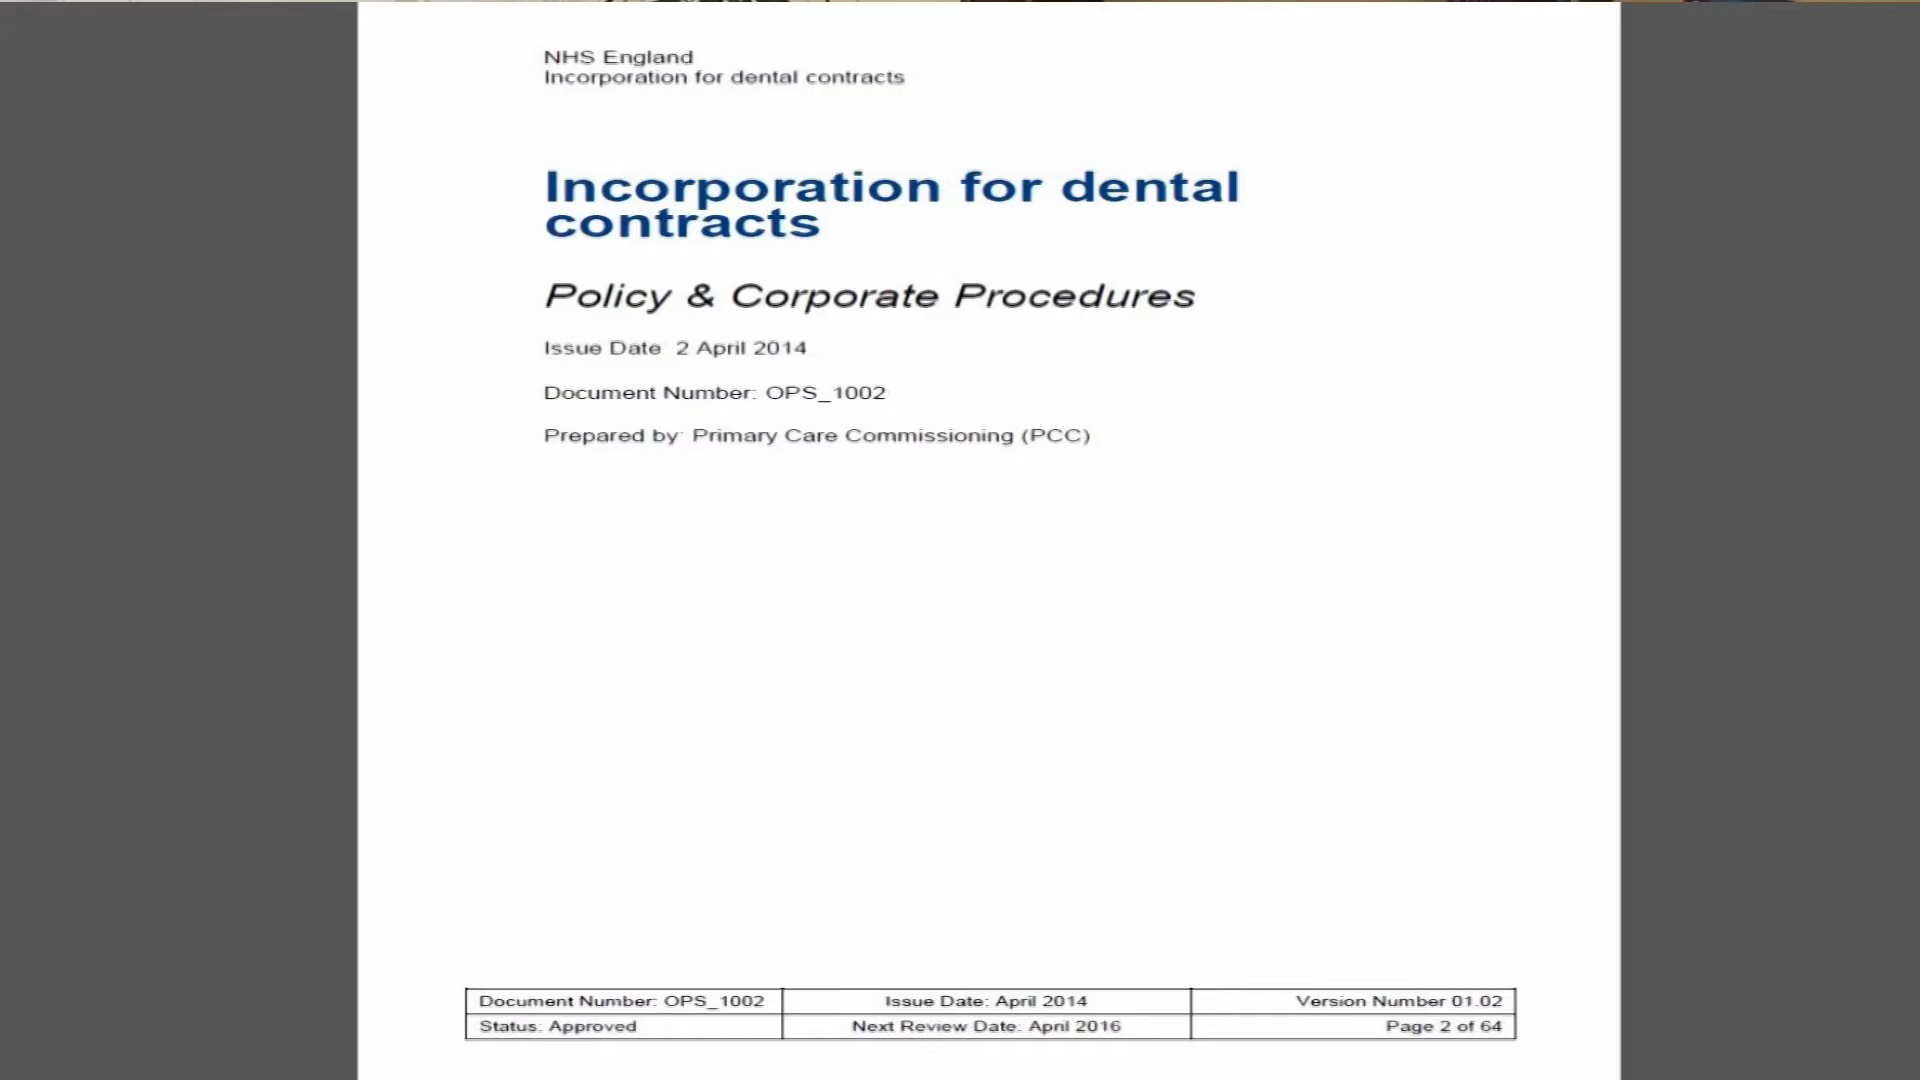 NHS England
Incorporation for dental contracts
Incorporation for dental
contracts
Policy & Corporate Procedures
Issue Date 2 April 2014
Document Number: OPS_1002
Prepared by: Primary Care Commissioning (PCC)
Document Number: OPS_1002 Issue Date: April 2014 Version Number 01.02
Status: Approved Next Review Date: April 2016 Page 2 of 64